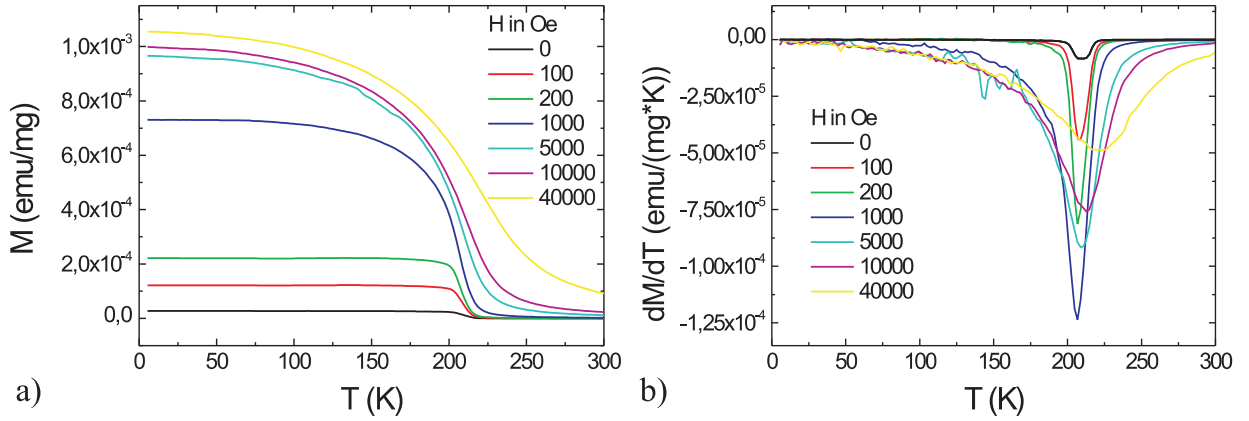 H in Oe
0
100
200
1000
5000
10000
40000
1,0x10⁻³
8,0x10⁻⁴
6,0x10⁻⁴
4,0x10⁻⁴
2,0x10⁻⁴
0,0
M (emu/mg)
0 50 100 150 200 250 300
T (K)
a)
0,00
-2,50x10⁻⁵
-5,00x10⁻⁵
-7,50x10⁻⁵
-1,00x10⁻⁴
-1,25x10⁻⁴
dM/dT (emu/(mg*K))
H in Oe
0
100
200
1000
5000
10000
40000
0 50 100 150 200 250 300
T (K)
b)